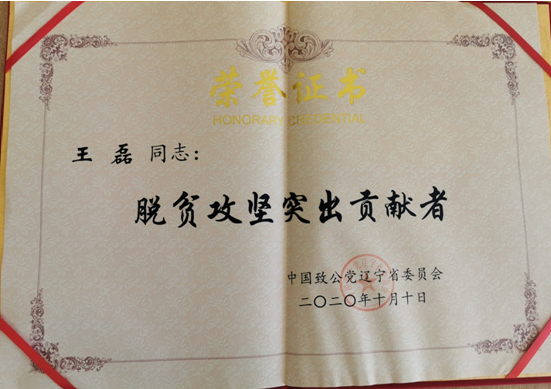 荣誉证书
HONORARY CREDENTIAL
王磊 同志：
脱贫攻坚突出贡献者
中国致公党辽宁省委员会
二〇二〇年十月十日